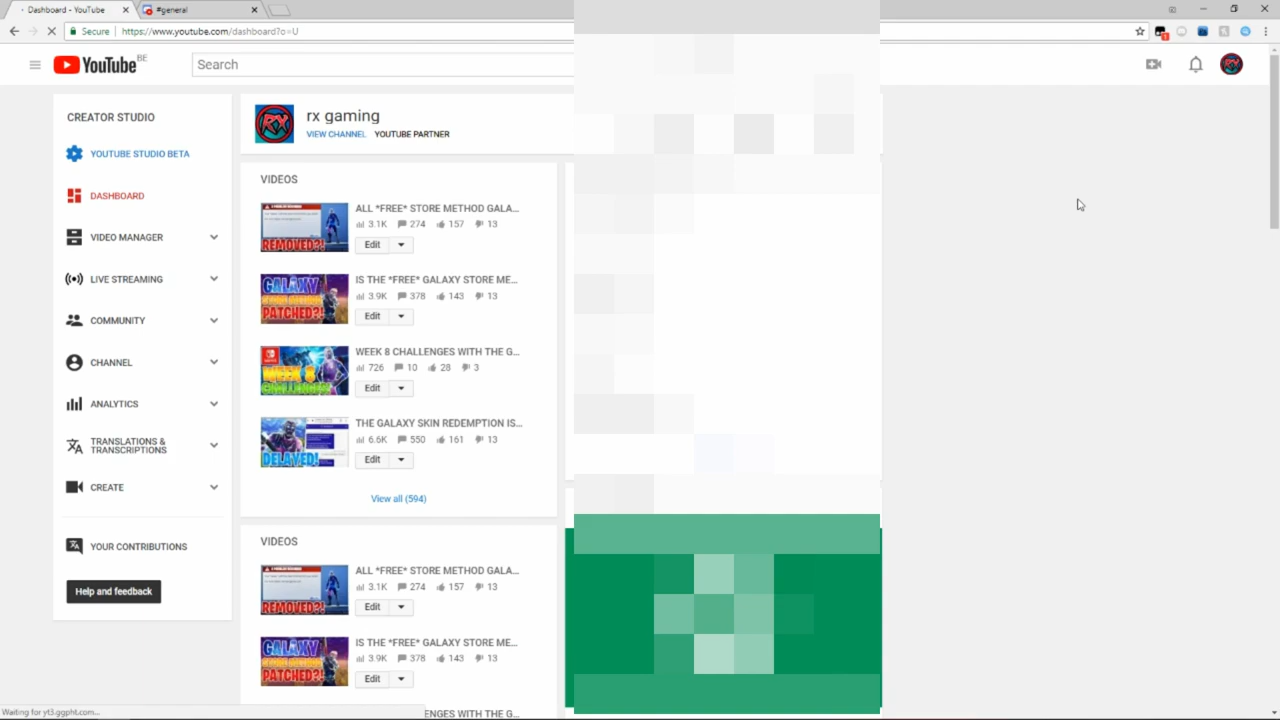 Dashboard - YouTube
#general
Secure
https://www.youtube.com/dashboard?o=U
YouTube BE
Search
CREATOR STUDIO
YOUTUBE STUDIO BETA
DASHBOARD
VIDEO MANAGER
LIVE STREAMING
COMMUNITY
CHANNEL
ANALYTICS
TRANSLATIONS &
TRANSCRIPTIONS
CREATE
YOUR CONTRIBUTIONS
Help and feedback
RX
rx gaming
VIEW CHANNEL YOUTUBE PARTNER
VIDEOS
REMOVED?!
ALL *FREE* STORE METHOD GALA...
3.1K 274 157 13
Edit
GALAXY
PATCHED?!
IS THE *FREE* GALAXY STORE ME...
3.9K 378 143 13
Edit
WEEK 8
CHALLENGES
WEEK 8 CHALLENGES WITH THE G...
726 10 28 3
Edit
DELAYED!
THE GALAXY SKIN REDEMPTION IS...
6.6K 550 161 13
Edit
View all (594)
VIDEOS
REMOVED?!
ALL *FREE* STORE METHOD GALA...
3.1K 274 157 13
Edit
GALAXY
PATCHED?!
IS THE *FREE* GALAXY STORE ME...
3.9K 378 143 13
Edit
ENGES WITH THE G...
Waiting for yt3.ggpht.com...